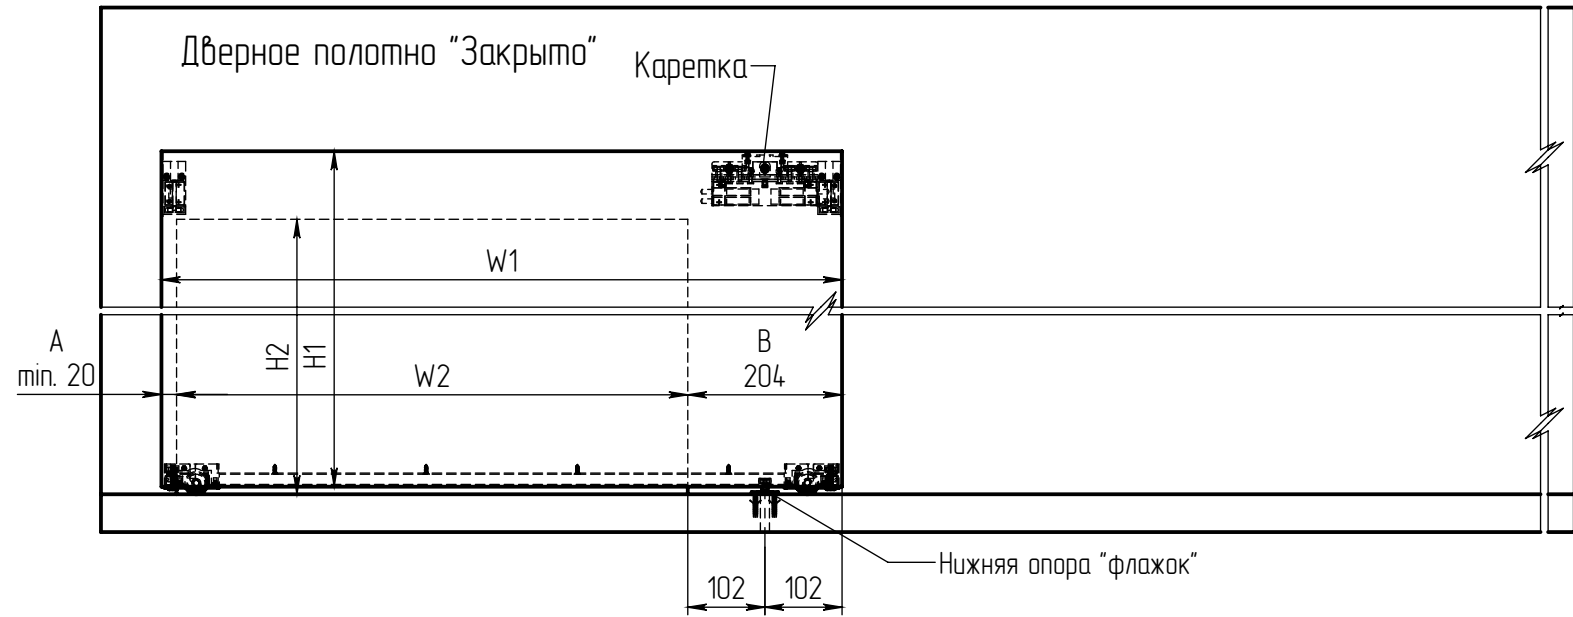 Дверное полотно "Закрыто"
Каретка
W1
A
min. 20
H2
H1
W2
B
204
Нижняя опора "флажок"
102
102